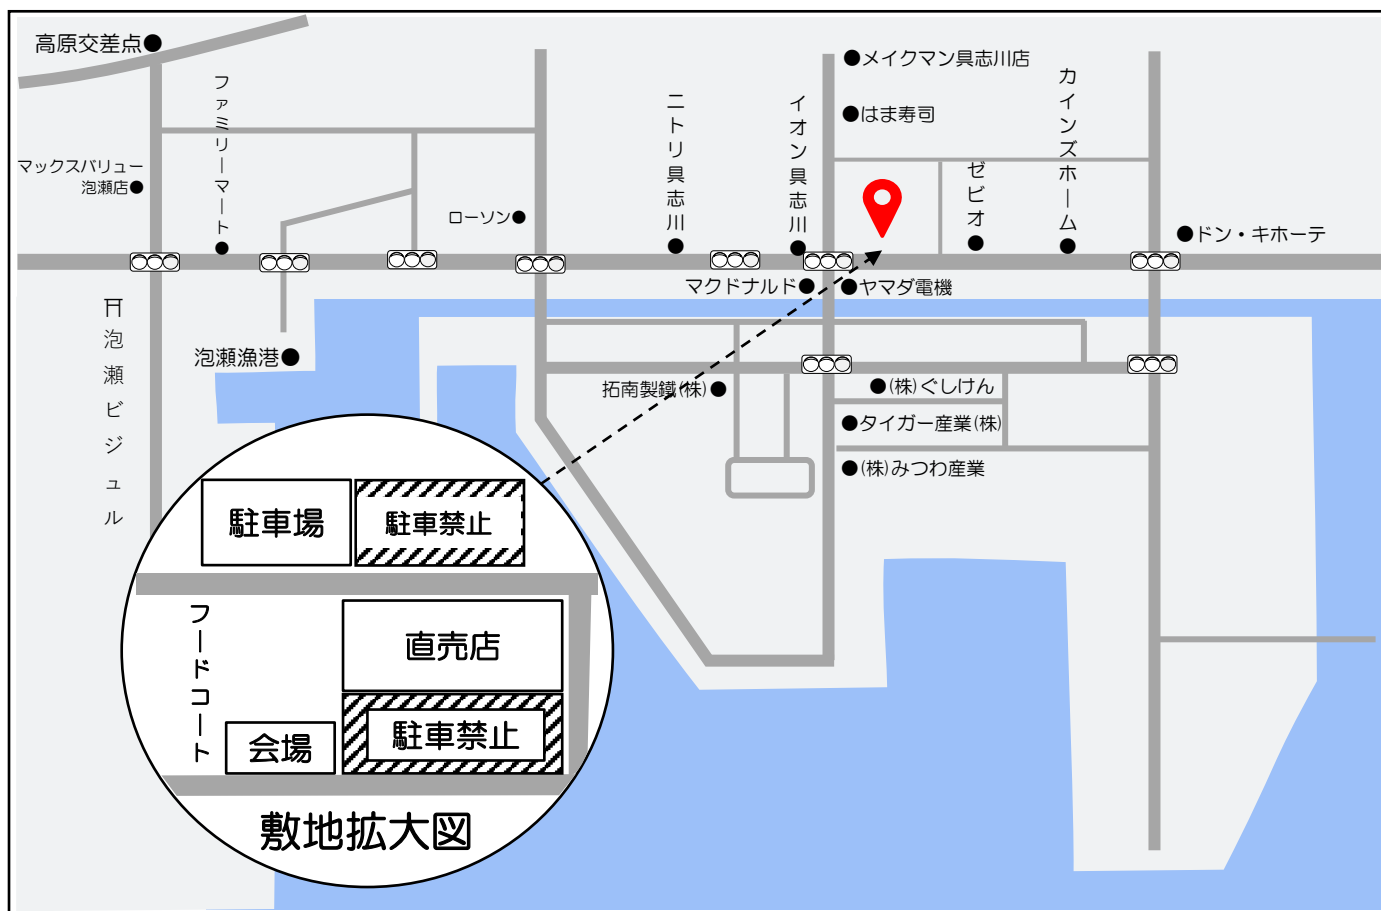 高原交差点
メイクマン具志川店
はま寿司
ファミリーマート
マックスバリュー
泡瀬店
ローソン
ニトリ具志川
イオン具志川
ゼビオ
カインズホーム
ドン・キホーテ
マクドナルド
ヤマダ電機
泡瀬ビジュル
泡瀬漁港
拓南製鐵(株)
(株)ぐしけん
タイガー産業(株)
(株)みつわ産業
駐車場
駐車禁止
フードコート
直売店
会場
駐車禁止
敷地拡大図